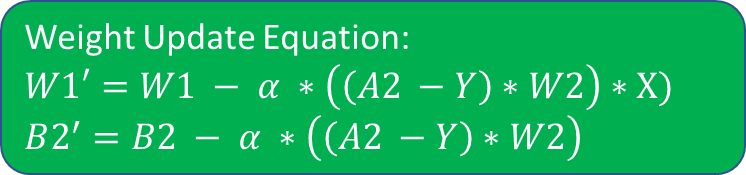 Weight Update Equation:
𝑊1′ = 𝑊1 − 𝛼 ∗ ((𝐴2 − 𝑌) ∗ 𝑊2) ∗ X)
𝐵2′ = 𝐵2 − 𝛼 ∗ ((𝐴2 − 𝑌) ∗ 𝑊2)